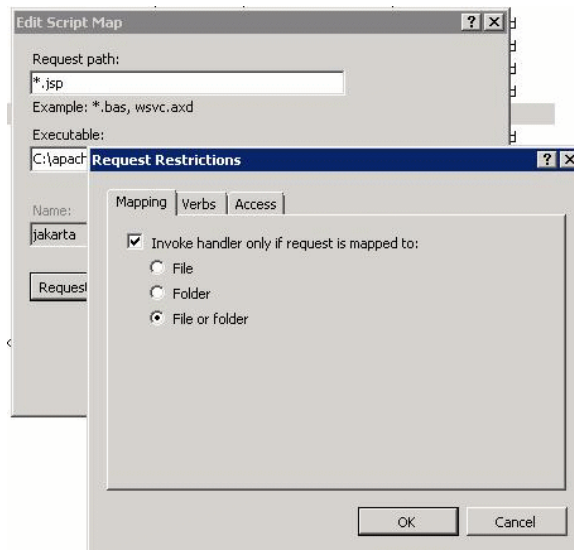 Edit Script Map
Request path:
*.jsp
Example: *.bas, wsvc.axd
Executable:
C:\apach
Name:
jakarta
Request
Request Restrictions
Mapping Verbs Access
Invoke handler only if request is mapped to:
File
Folder
File or folder
OK Cancel